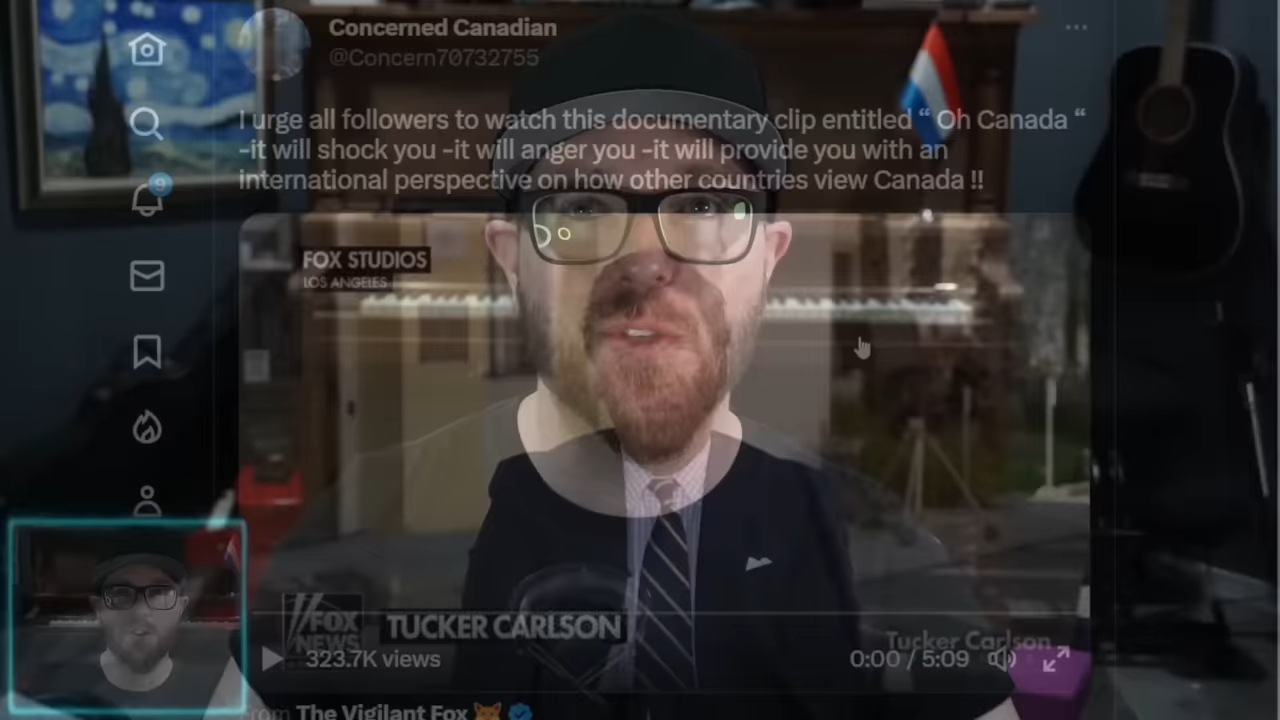 Concerned Canadian
@Concern70732755
9
I urge all followers to watch this documentary clip entitled “ Oh Canada “
-it will shock you -it will anger you -it will provide you with an
international perspective on how other countries view Canada !!
FOX STUDIOS
LOS ANGELES
FOX
NEWS
TUCKER CARLSON
Tucker Carlson
323.7K views
0:00 / 5:09
From The Vigilant Fox